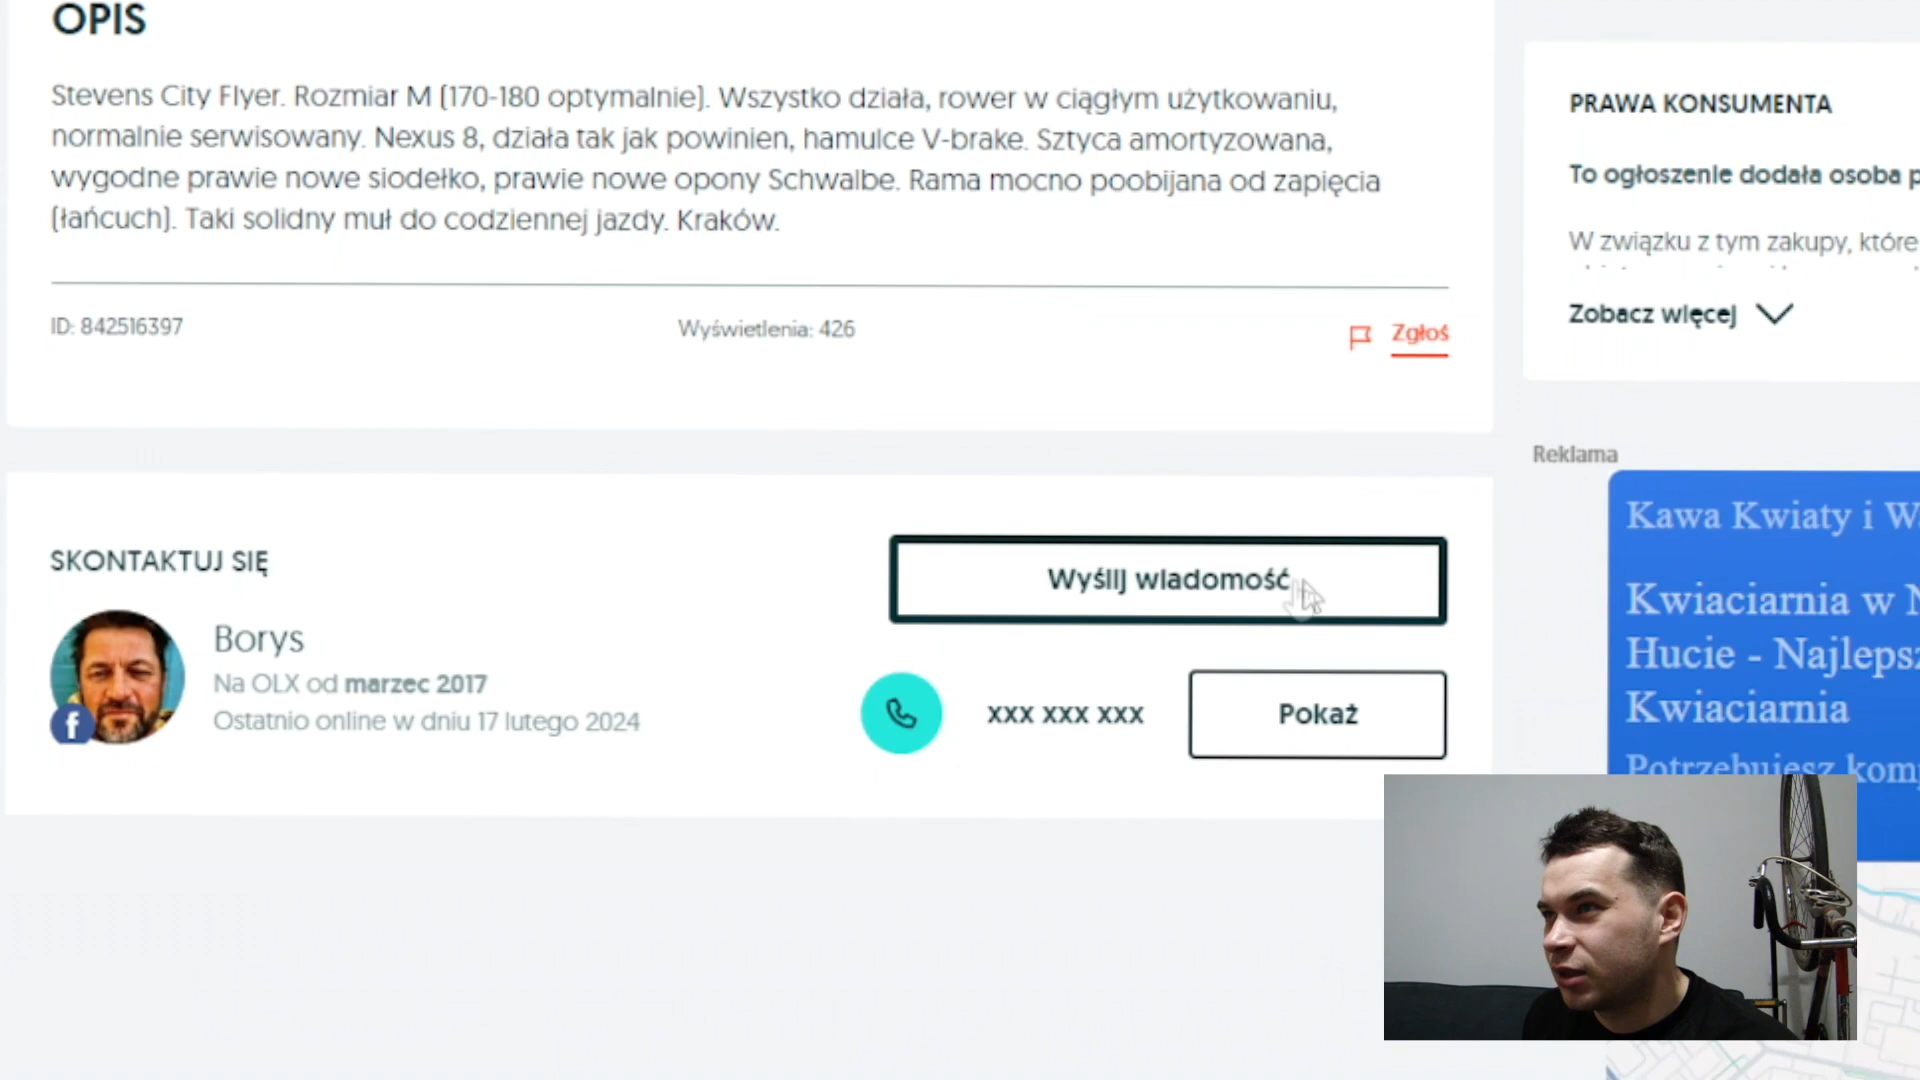 OPIS
Stevens City Flyer. Rozmiar M (170-180 optymalnie). Wszystko działa, rower w ciągłym użytkowaniu,
normalnie serwisowany. Nexus 8, działa tak jak powinien, hamulce V-brake. Sztyca amortyzowana,
wygodne prawie nowe siodełko, prawie nowe opony Schwalbe. Rama mocno poobijana od zapięcia
(łańcuch). Taki solidny muł do codziennej jazdy. Kraków.
ID: 842516397
Wyświetlenia: 426
Zgłoś
SKONTAKTUJ SIĘ
Borys
Na OLX od marzec 2017
Ostatnio online w dniu 17 lutego 2024
Wyślij wiadomość
xxx xxx xxx
Pokaż
PRAWA KONSUMENTA
To ogłoszenie dodała osoba p
W związku z tym zakupy, które
Zobacz więcej
Reklama
Kawa Kwiaty i W
Kwiaciarnia w N
Hucie - Najleps
Kwiaciarnia
Potrzebujesz kom